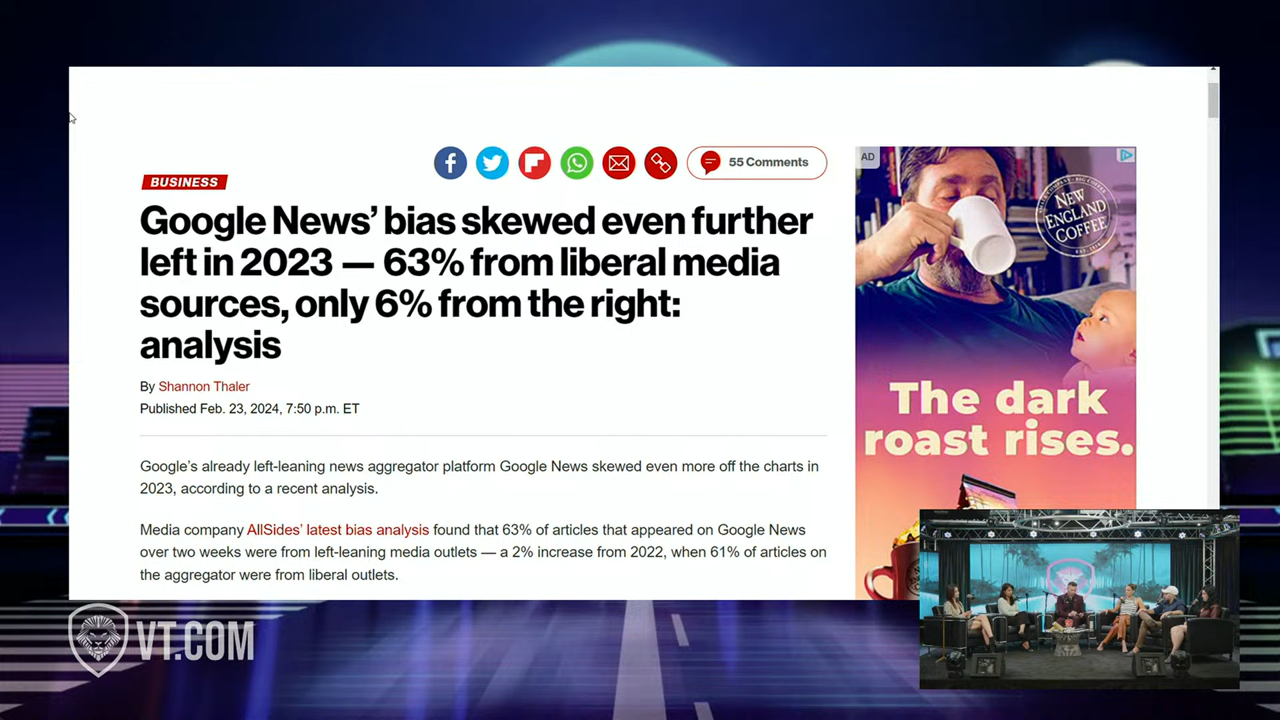 55 Comments
BUSINESS
Google News’ bias skewed even further
left in 2023 — 63% from liberal media
sources, only 6% from the right:
analysis
By Shannon Thaler
Published Feb. 23, 2024, 7:50 p.m. ET
Google’s already left-leaning news aggregator platform Google News skewed even more off the charts in
2023, according to a recent analysis.
Media company AllSides’ latest bias analysis found that 63% of articles that appeared on Google News
over two weeks were from left-leaning media outlets — a 2% increase from 2022, when 61% of articles on
the aggregator were from liberal outlets.
AD
NEW
ENGLAND
COFFEE
The dark
roast rises.
VT.COM